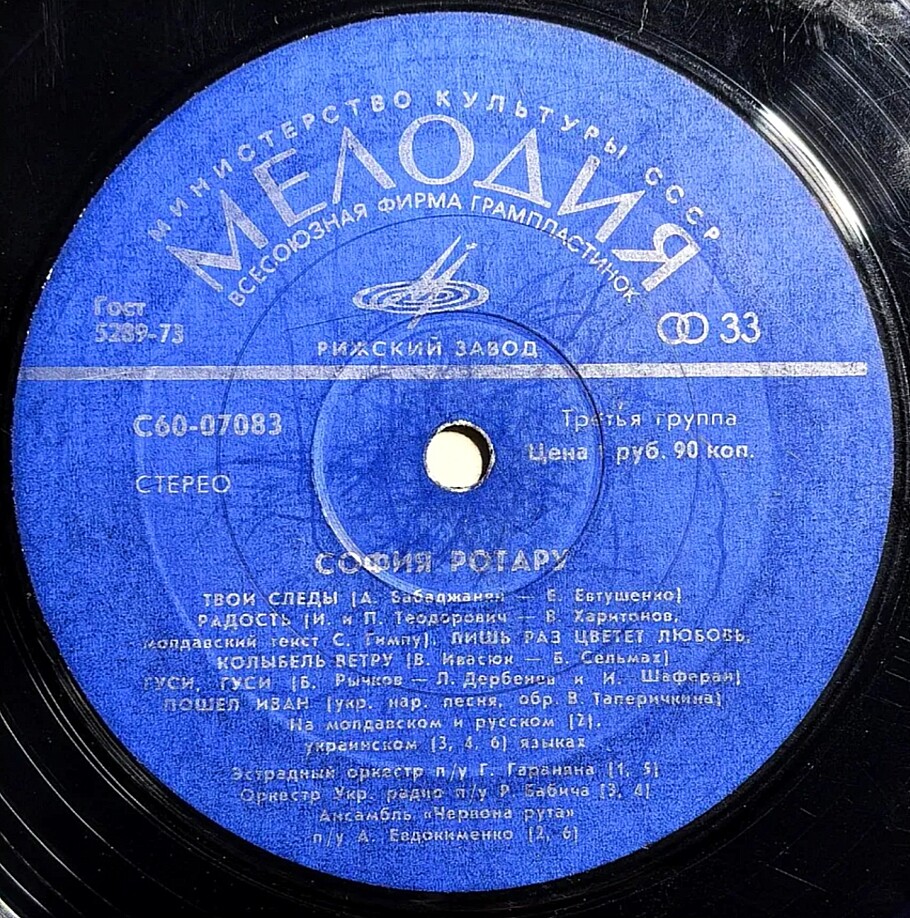 МИНИСТЕРСТВО КУЛЬТУРЫ СССР
МЕЛОДИЯ
ВСЕСОЮЗНАЯ ФИРМА ГРАМПЛАСТИНОК
Гост
5289-73
33
РИЖСКИЙ ЗАВОД
С60-07083
Третья группа
Цена 1 руб. 90 коп.
СТЕРЕО
СОФИЯ РОТАРУ
ТВОИ СЛЕДЫ (А. Бабаджанян — Е. Евтушенко)
РАДОСТЬ (И. и П. Теодорович — В. Харитонов,
молдавский текст С. Гимпу), ЛИШЬ РАЗ ЦВЕТЕТ ЛЮБОВЬ,
КОЛЫБЕЛЬ ВЕТРУ (В. Ивасюк — Б. Сельмах)
ГУСИ, ГУСИ (Б. Рычков — Л. Дербенев и И. Шаферан)
ПОШЕЛ ИВАН (укр. нар. песня, обр. В. Таперичкина)
На молдавском и русском (2),
украинском (3, 4, 6) языках
Эстрадный оркестр п/у Г. Гараняна (1, 5)
Оркестр Укр. радио п/у Р. Бабича (3, 4)
Ансамбль «Червона рута»
п/у А. Евдокименко (2, 6)